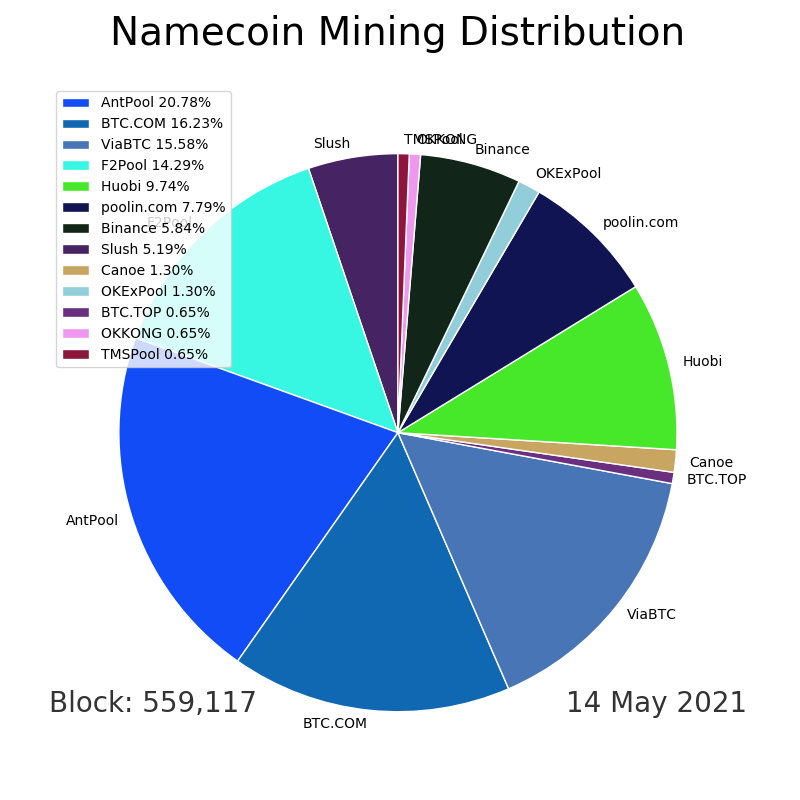 Namecoin Mining Distribution
AntPool 20.78%
BTC.COM 16.23%
ViaBTC 15.58%
F2Pool 14.29%
Huobi 9.74%
poolin.com 7.79%
Binance 5.84%
Slush 5.19%
Canoe 1.30%
OKExPool 1.30%
BTC.TOP 0.65%
OKKONG 0.65%
TMSPool 0.65%
Slush
TMSPool
OKKONG
Binance
OKExPool
poolin.com
F2Pool
Huobi
Canoe
BTC.TOP
AntPool
ViaBTC
BTC.COM
Block: 559,117
14 May 2021